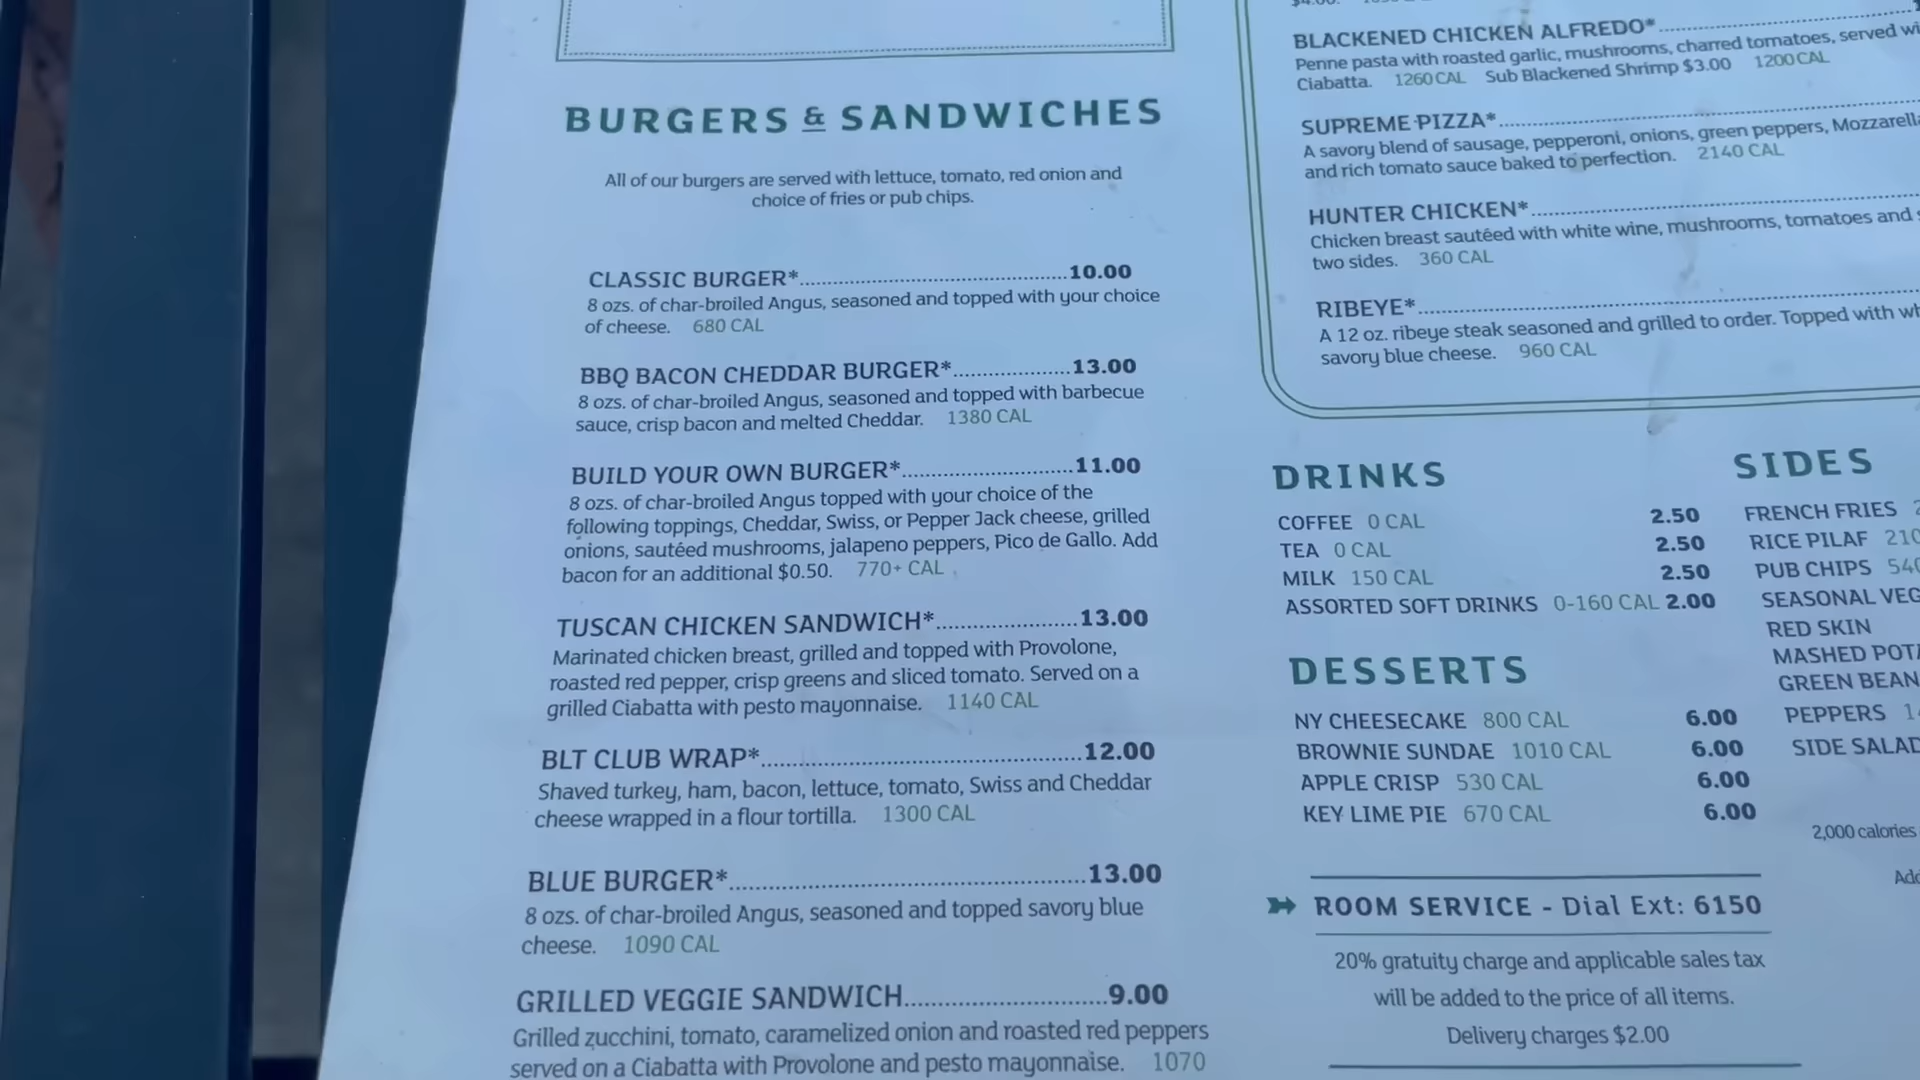 BURGERS & SANDWICHES
All of our burgers are served with lettuce, tomato, red onion and
choice of fries or pub chips.
CLASSIC BURGER*..........10.00
8 ozs. of char-broiled Angus, seasoned and topped with your choice
of cheese. 680 CAL
BBQ BACON CHEDDAR BURGER*..........13.00
8 ozs. of char-broiled Angus, seasoned and topped with barbecue
sauce, crisp bacon and melted Cheddar. 1380 CAL
BUILD YOUR OWN BURGER*..........11.00
8 ozs. of char-broiled Angus topped with your choice of the
following toppings, Cheddar, Swiss, or Pepper Jack cheese, grilled
onions, sautéed mushrooms, jalapeno peppers, Pico de Gallo. Add
bacon for an additional $0.50. 770+ CAL
TUSCAN CHICKEN SANDWICH*..........13.00
Marinated chicken breast, grilled and topped with Provolone,
roasted red pepper, crisp greens and sliced tomato. Served on a
grilled Ciabatta with pesto mayonnaise. 1140 CAL
BLT CLUB WRAP*..........12.00
Shaved turkey, ham, bacon, lettuce, tomato, Swiss and Cheddar
cheese wrapped in a flour tortilla. 1300 CAL
BLUE BURGER*..........13.00
8 ozs. of char-broiled Angus, seasoned and topped savory blue
cheese. 1090 CAL
GRILLED VEGGIE SANDWICH..........9.00
Grilled zucchini, tomato, caramelized onion and roasted red peppers
served on a Ciabatta with Provolone and pesto mayonnaise. 1070
BLACKENED CHICKEN ALFREDO*..........
Penne pasta with roasted garlic, mushrooms, charred tomatoes, served
Ciabatta. 1260 CAL Sub Blackened Shrimp $3.00 1200 CAL
SUPREME PIZZA*..........
A savory blend of sausage, pepperoni, onions, green peppers, Mozzarella
and rich tomato sauce baked to perfection. 2140 CAL
HUNTER CHICKEN*..........
Chicken breast sautéed with white wine, mushrooms, tomatoes and
two sides. 360 CAL
RIBEYE*..........
A 12 oz. ribeye steak seasoned and grilled to order. Topped with
savory blue cheese. 960 CAL
DRINKS
COFFEE 0 CAL 2.50
TEA 0 CAL 2.50
MILK 150 CAL 2.50
ASSORTED SOFT DRINKS 0-160 CAL 2.00
DESSERTS
NY CHEESECAKE 800 CAL 6.00
BROWNIE SUNDAE 1010 CAL 6.00
APPLE CRISP 530 CAL 6.00
KEY LIME PIE 670 CAL 6.00
ROOM SERVICE - Dial Ext: 6150
20% gratuity charge and applicable sales tax
will be added to the price of all items.
Delivery charges $2.00
SIDES
FRENCH FRIES
RICE PILAF 210
PUB CHIPS 540
SEASONAL VEG
RED SKIN
MASHED POTA
GREEN BEAN
PEPPERS
SIDE SALAD
2,000 calories